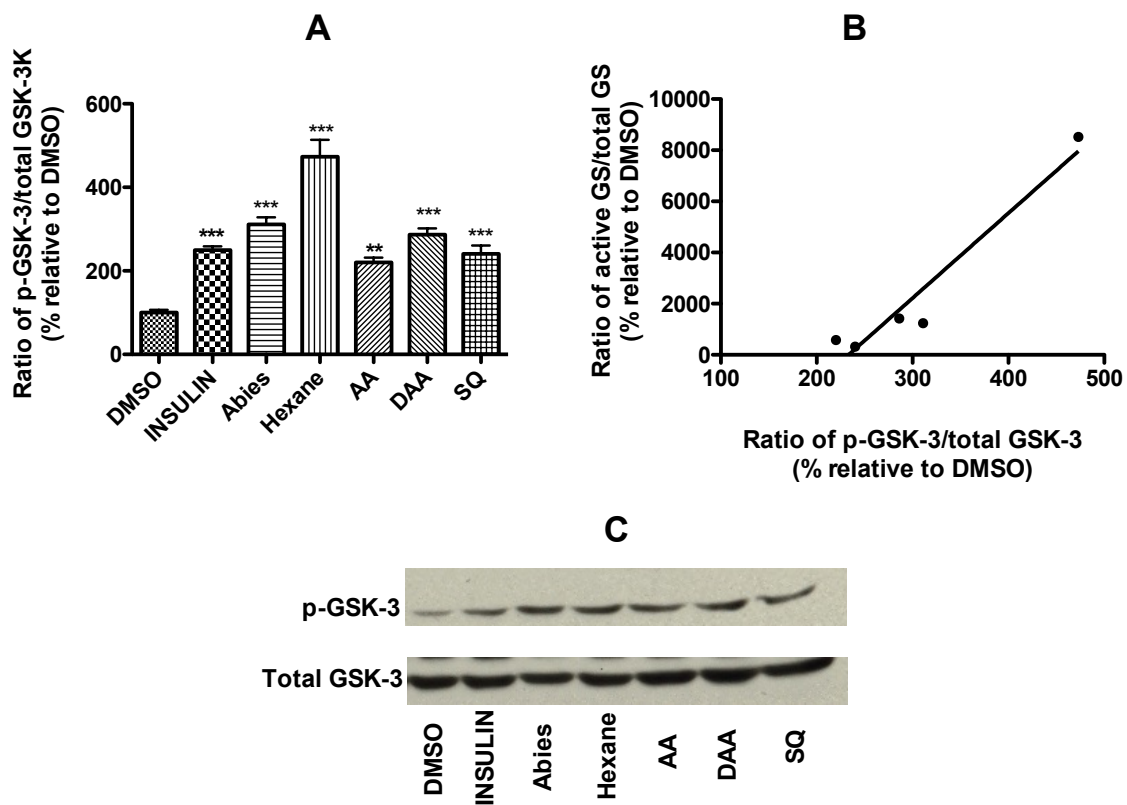 A
Ratio of p-GSK-3/total GSK-3K
(% relative to DMSO)
600
400
200
0
***
***
***
**
***
***
DMSO
INSULIN
Abies
Hexane
AA
DAA
SQ
B
Ratio of active GS/total GS
(% relative to DMSO)
10000
8000
6000
4000
2000
0
100
200
300
400
500
Ratio of p-GSK-3/total GSK-3
(% relative to DMSO)
C
p-GSK-3
Total GSK-3
DMSO
INSULIN
Abies
Hexane
AA
DAA
SQ